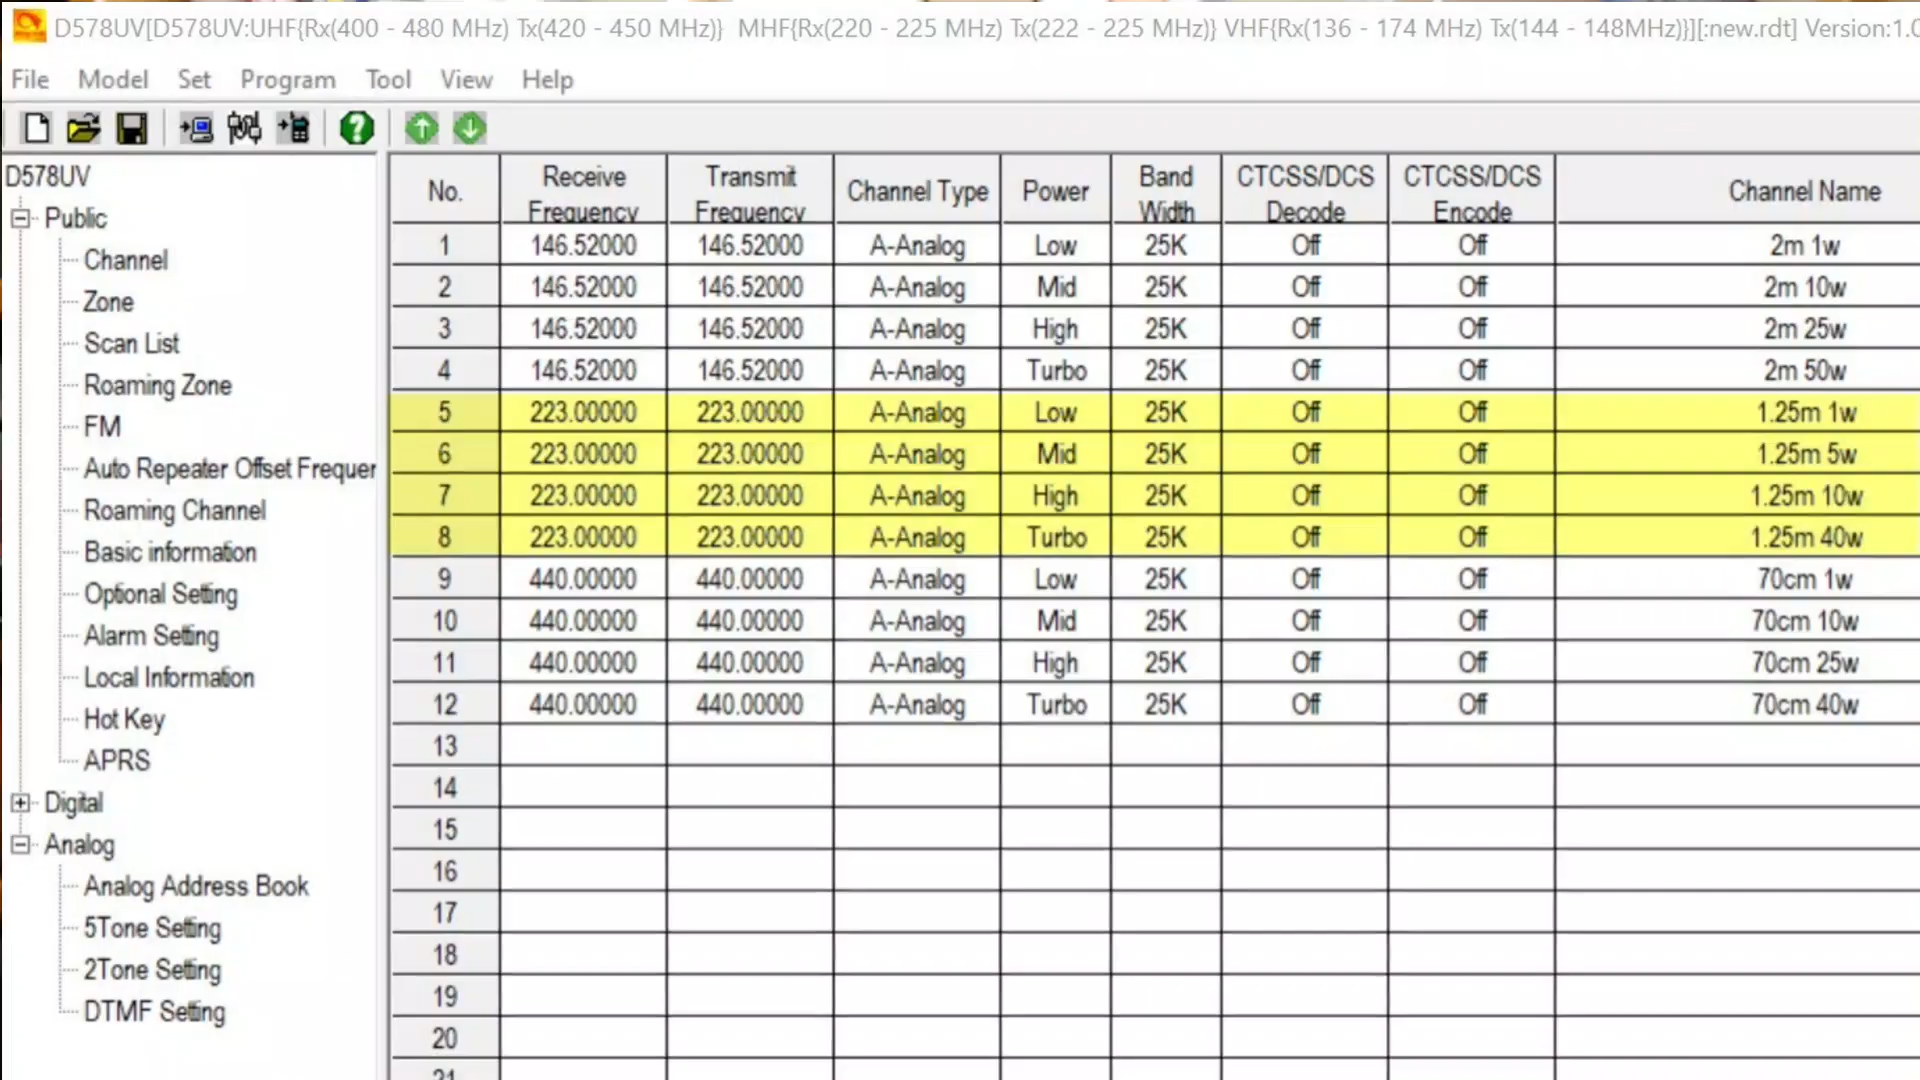 D578UV[D578UV:UHF{Rx(400 - 480 MHz) Tx(420 - 450 MHz)} MHF{Rx(220 - 225 MHz) Tx(222 - 225 MHz)} VHF{Rx(136 - 174 MHz) Tx(144 - 148MHz)}][:new.rdt] Version:1.0
File Model Set Program Tool View Help
D578UV
Public
Channel
Zone
Scan List
Roaming Zone
FM
Auto Repeater Offset Frequen
Roaming Channel
Basic information
Optional Setting
Alarm Setting
Local Information
Hot Key
APRS
Digital
Analog
Analog Address Book
5Tone Setting
2Tone Setting
DTMF Setting
No. Receive Frequency Transmit Frequency Channel Type Power Band Width CTCSS/DCS Decode CTCSS/DCS Encode Channel Name
1 146.52000 146.52000 A-Analog Low 25K Off Off 2m 1w
2 146.52000 146.52000 A-Analog Mid 25K Off Off 2m 10w
3 146.52000 146.52000 A-Analog High 25K Off Off 2m 25w
4 146.52000 146.52000 A-Analog Turbo 25K Off Off 2m 50w
5 223.00000 223.00000 A-Analog Low 25K Off Off 1.25m 1w
6 223.00000 223.00000 A-Analog Mid 25K Off Off 1.25m 5w
7 223.00000 223.00000 A-Analog High 25K Off Off 1.25m 10w
8 223.00000 223.00000 A-Analog Turbo 25K Off Off 1.25m 40w
9 440.00000 440.00000 A-Analog Low 25K Off Off 70cm 1w
10 440.00000 440.00000 A-Analog Mid 25K Off Off 70cm 10w
11 440.00000 440.00000 A-Analog High 25K Off Off 70cm 25w
12 440.00000 440.00000 A-Analog Turbo 25K Off Off 70cm 40w
13
14
15
16
17
18
19
20
21